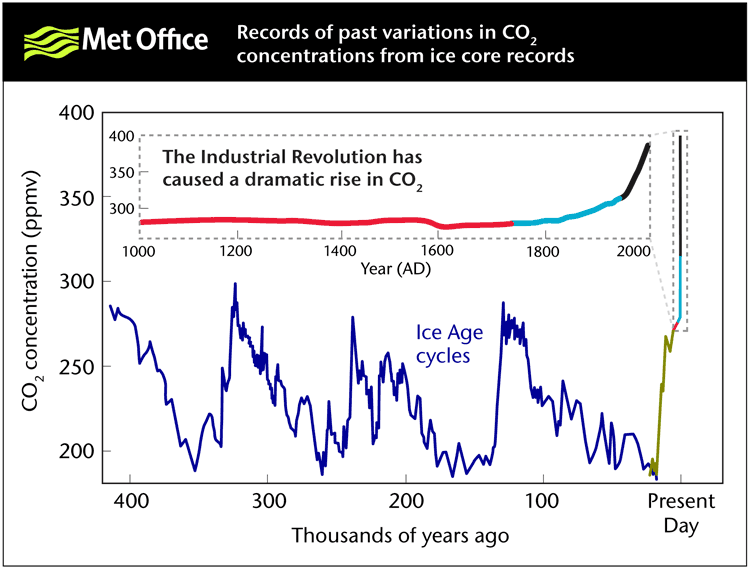 Met Office
Records of past variations in CO₂
concentrations from ice core records
400
350
300
250
200
CO₂ concentration (ppmv)
400
350
300
The Industrial Revolution has
caused a dramatic rise in CO₂
1000 1200 1400 1600 1800 2000
Year (AD)
Ice Age
cycles
400 300 200 100 Present
Day
Thousands of years ago